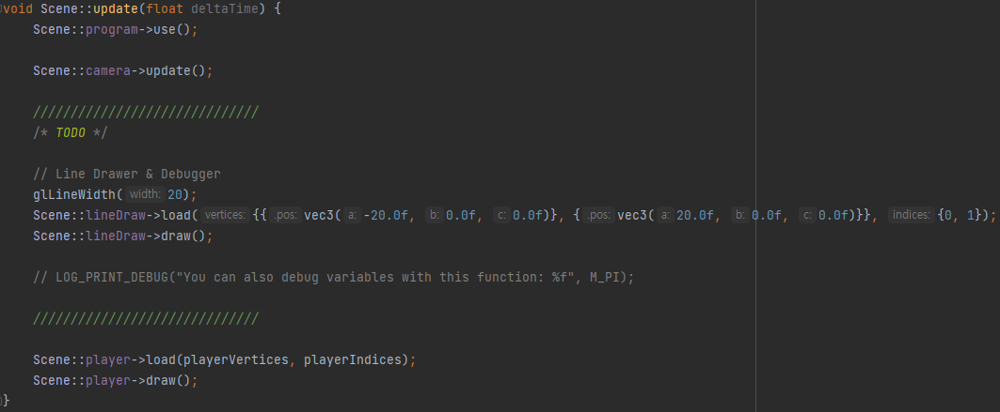 void Scene::update(float deltaTime) {
Scene::program->use();
Scene::camera->update();
//////////////////////////////
/* TODO */
// Line Drawer & Debugger
glLineWidth( width: 20);
Scene::lineDraw->load( vertices: {{ .pos: vec3( a: -20.0f, b: 0.0f, c: 0.0f)}, { .pos: vec3( a: 20.0f, b: 0.0f, c: 0.0f)}}, indices: {0, 1});
Scene::lineDraw->draw();
// LOG_PRINT_DEBUG("You can also debug variables with this function: %f", M_PI);
//////////////////////////////
Scene::player->load(playerVertices, playerIndices);
Scene::player->draw();
}